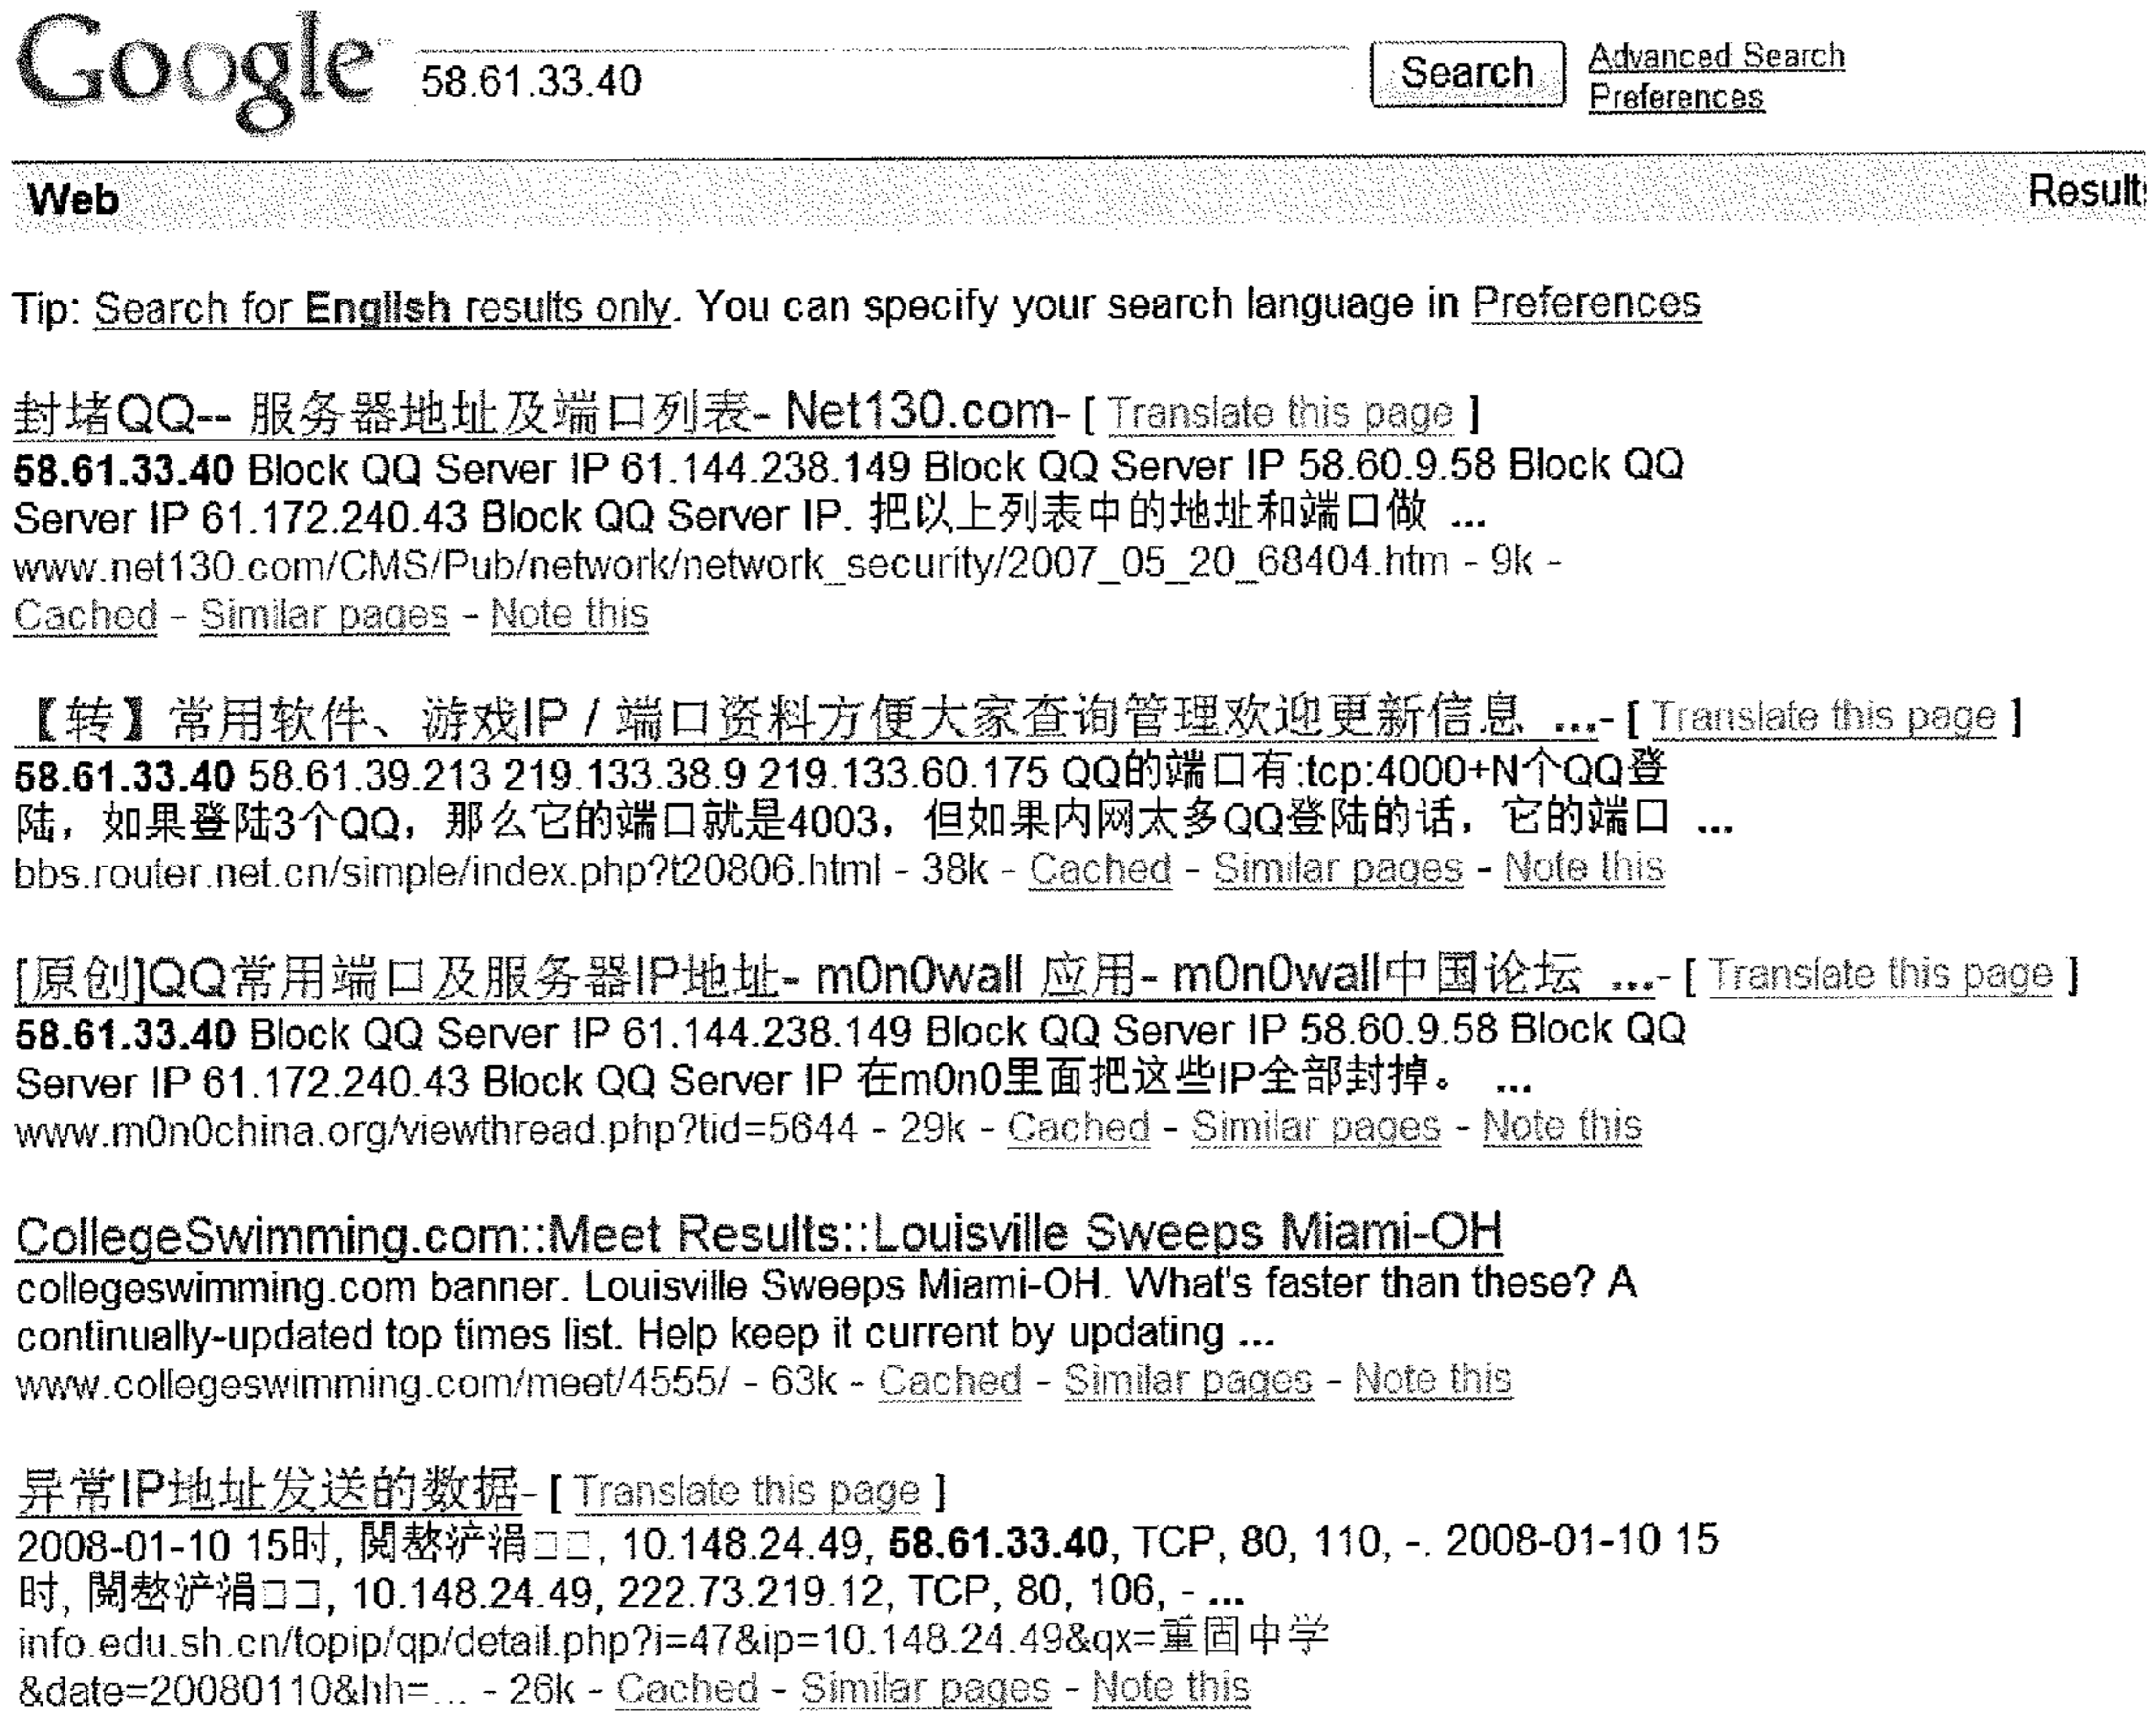 Google
58.61.33.40
Search
Advanced Search
Preferences
Web
Result
Tip: Search for English results only. You can specify your search language in Preferences
封堵QQ-- 服务器地址及端口列表- Net130.com- [ Translate this page ]
58.61.33.40 Block QQ Server IP 61.144.238.149 Block QQ Server IP 58.60.9.58 Block QQ
Server IP 61.172.240.43 Block QQ Server IP. 把以上列表中的地址和端口做 ...
www.net130.com/CMS/Pub/network/network_security/2007_05_20_68404.htm - 9k -
Cached - Similar pages - Note this
【转】常用软件、游戏IP / 端口资料方便大家查询管理欢迎更新信息 ...- [ Translate this page ]
58.61.33.40 58.61.39.213 219.133.38.9 219.133.60.175 QQ的端口有:tcp:4000+N个QQ登
陆，如果登陆3个QQ，那么它的端口就是4003，但如果内网太多QQ登陆的话，它的端口 ...
bbs.router.net.cn/simple/index.php?t20806.html - 38k - Cached - Similar pages - Note this
[原创]QQ常用端口及服务器IP地址- m0n0wall 应用- m0n0wall中国论坛 ...- [ Translate this page ]
58.61.33.40 Block QQ Server IP 61.144.238.149 Block QQ Server IP 58.60.9.58 Block QQ
Server IP 61.172.240.43 Block QQ Server IP 在m0n0里面把这些IP全部封掉。 ...
www.m0n0china.org/viewthread.php?tid=5644 - 29k - Cached - Similar pages - Note this
CollegeSwimming.com::Meet Results::Louisville Sweeps Miami-OH
collegeswimming.com banner. Louisville Sweeps Miami-OH. What's faster than these? A
continually-updated top times list. Help keep it current by updating ...
www.collegeswimming.com/meet/4555/ - 63k - Cached - Similar pages - Note this
异常IP地址发送的数据- [ Translate this page ]
2008-01-10 15时, 10.148.24.49, 58.61.33.40, TCP, 80, 110, -. 2008-01-10 15
时, 10.148.24.49, 222.73.219.12, TCP, 80, 106, - ...
info.edu.sh.cn/topip/qp/detail.php?i=47&ip=10.148.24.49&qx=重固中学
&date=20080110&hh=... - 26k - Cached - Similar pages - Note this